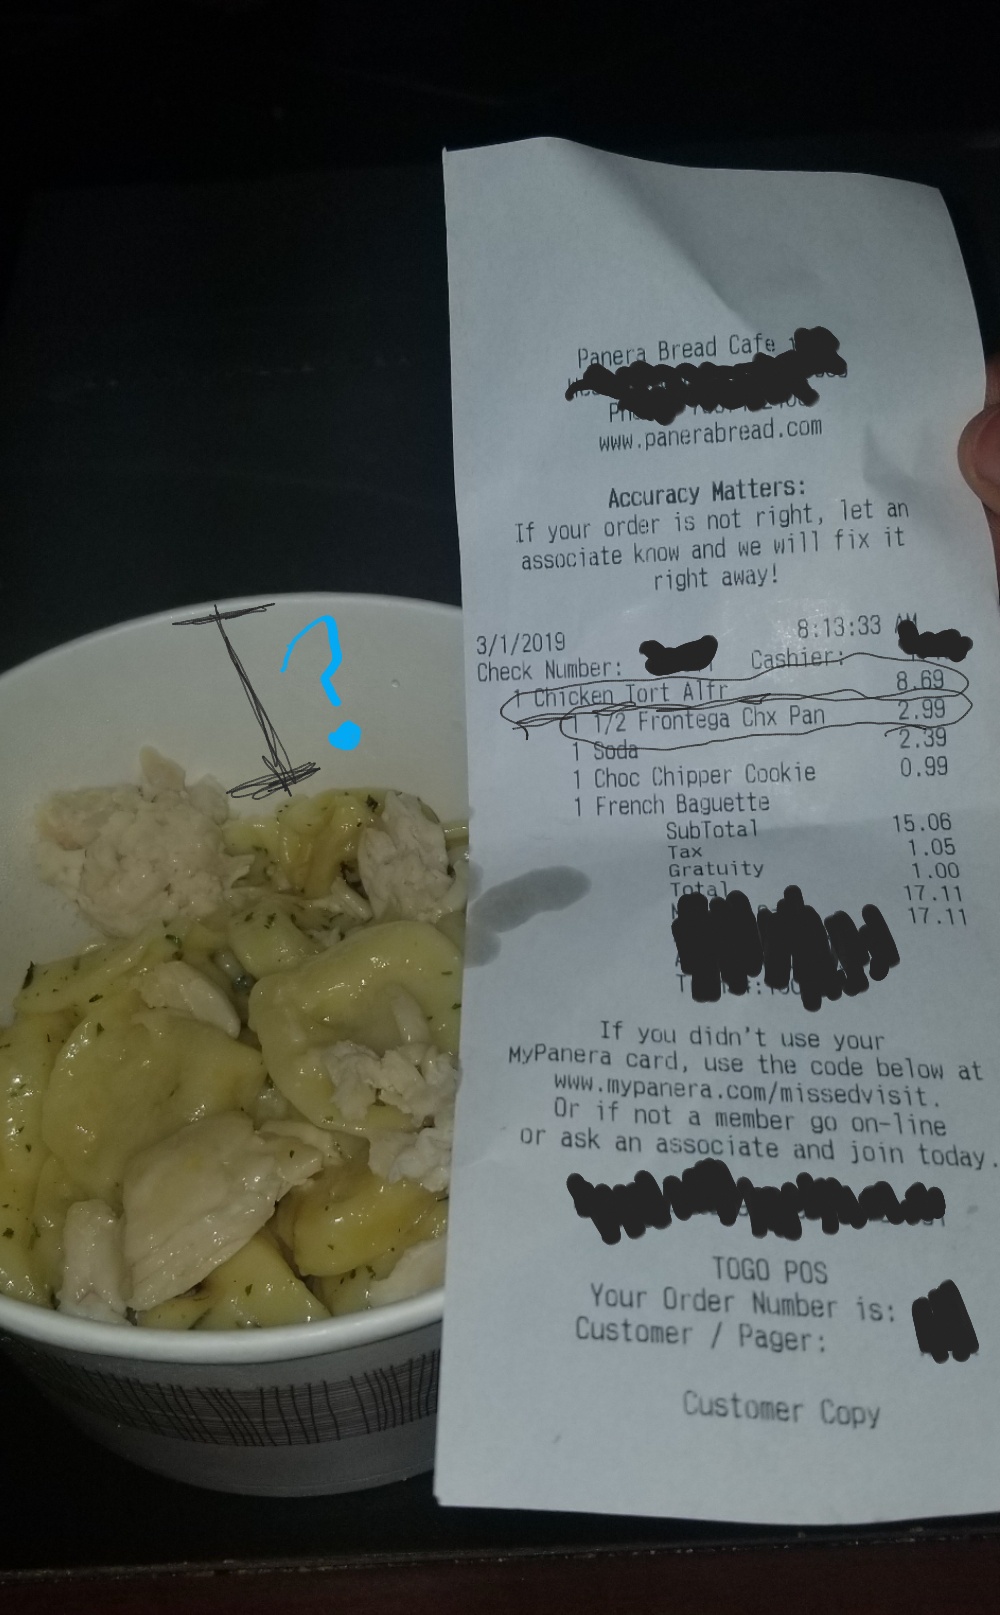 ?
Panera Bread Cafe
www.panerabread.com
Accuracy Matters:
If your order is not right, let an
associate know and we will fix it
right away!
3/1/2019 8:13:33 AM
Check Number: Cashier:
1 Chicken Tort Alfr 8.69
1 1/2 Frontega Chx Pan 2.99
1 Soda 2.39
1 Choc Chipper Cookie 0.99
1 French Baguette
SubTotal 15.06
Tax 1.05
Gratuity 1.00
Total 17.11
17.11
If you didn't use your
MyPanera card, use the code below at
www.mypanera.com/missedvisit.
Or if not a member go on-line
or ask an associate and join today.
TOGO POS
Your Order Number is:
Customer / Pager:
Customer Copy